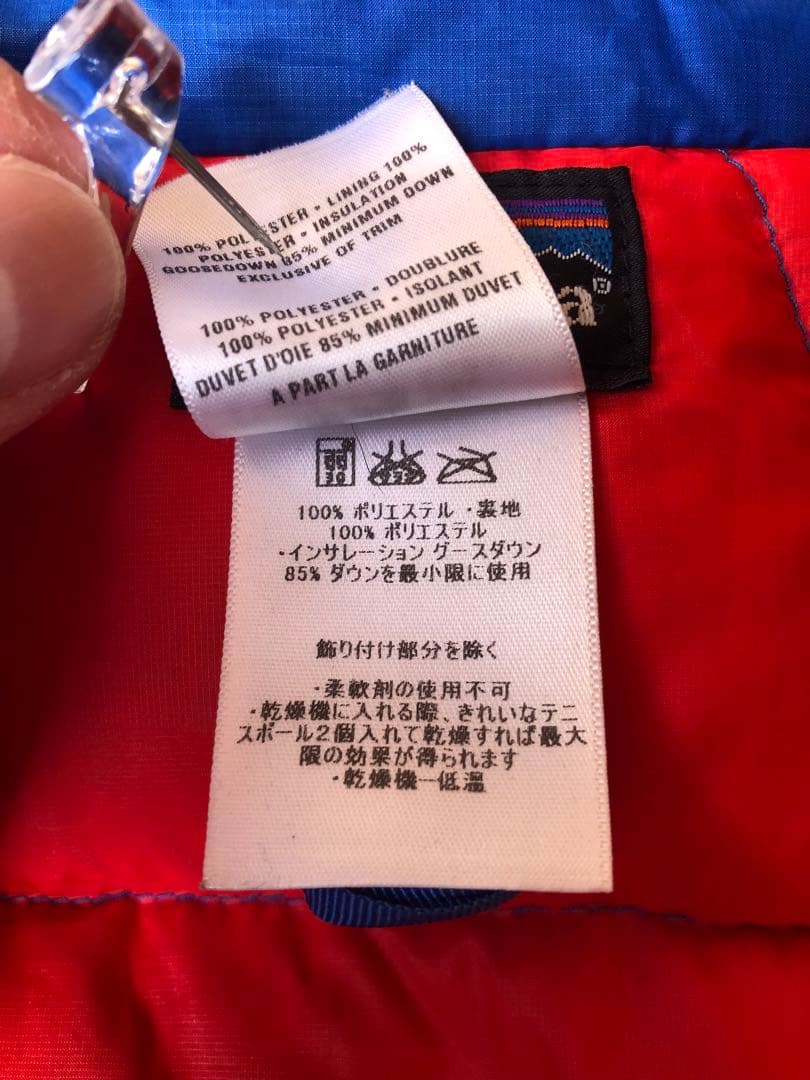 100% POLYESTER - LINING 100%
POLYESTER - INSULATION
GOOSEDOWN 85% MINIMUM DOWN
EXCLUSIVE OF TRIM
100% POLYESTER - DOUBLURE
100% POLYESTER - ISOLANT
DUVET D'OIE 85% MINIMUM DUVET
A PART LA GARNITURE
a
100% ポリエステル ・裏地
100% ポリエステル
・インサレーション グースダウン
85% ダウンを最小限に使用
飾り付け部分を除く
・柔軟剤の使用不可
・乾燥機に入れる際、きれいなテニ
スボール2個入れて乾燥すれば最大
限の効果が得られます
・乾燥機ー低温